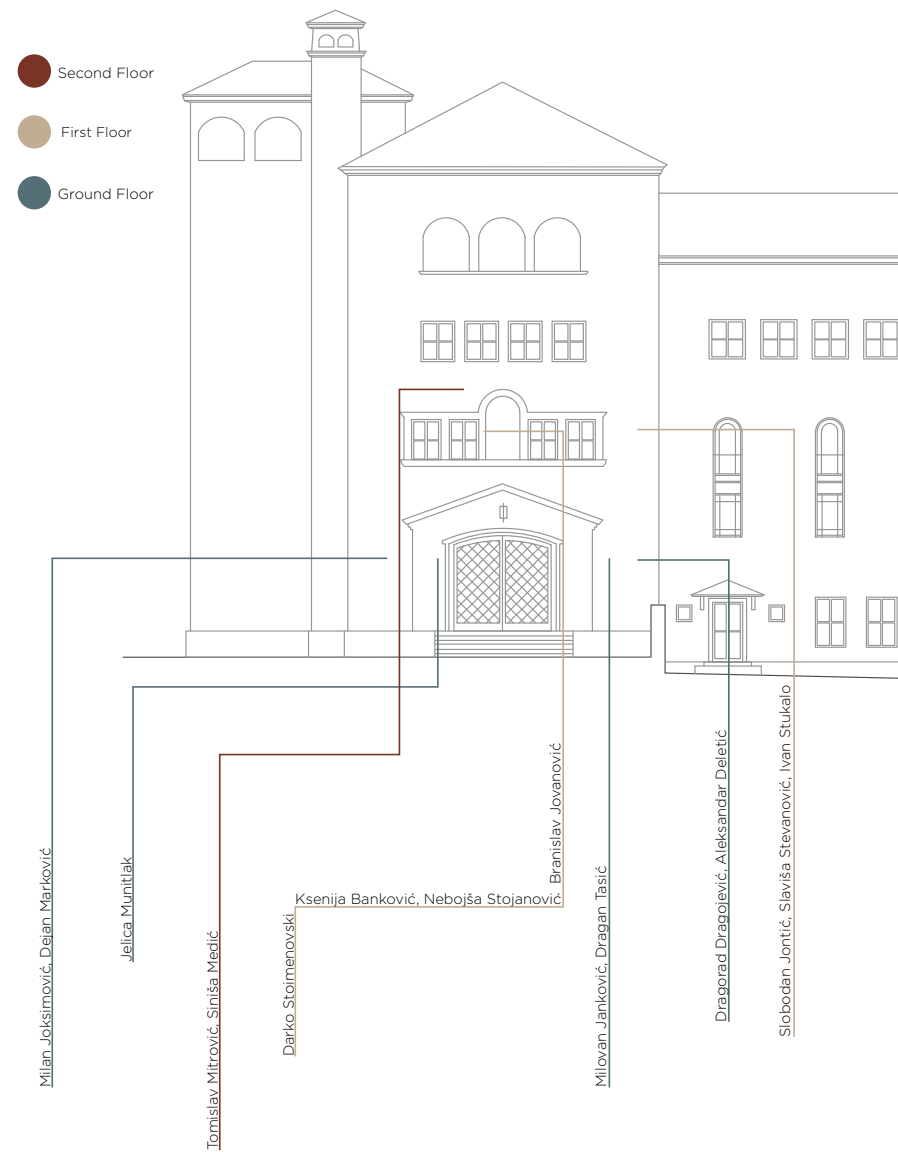 Second Floor
First Floor
Ground Floor
Milan Joksimović, Dejan Marković
Jelica Munitlak
Tomislav Mitrović, Siniša Medić
Darko Stoimenovski
Ksenija Banković, Nebojša Stojanović
Branislav Jovanović
Milovan Janković, Dragan Tasić
Dragorad Dragojević, Aleksandar Deletić
Slobodan Jontić, Slaviša Stevanović, Ivan Stukalo